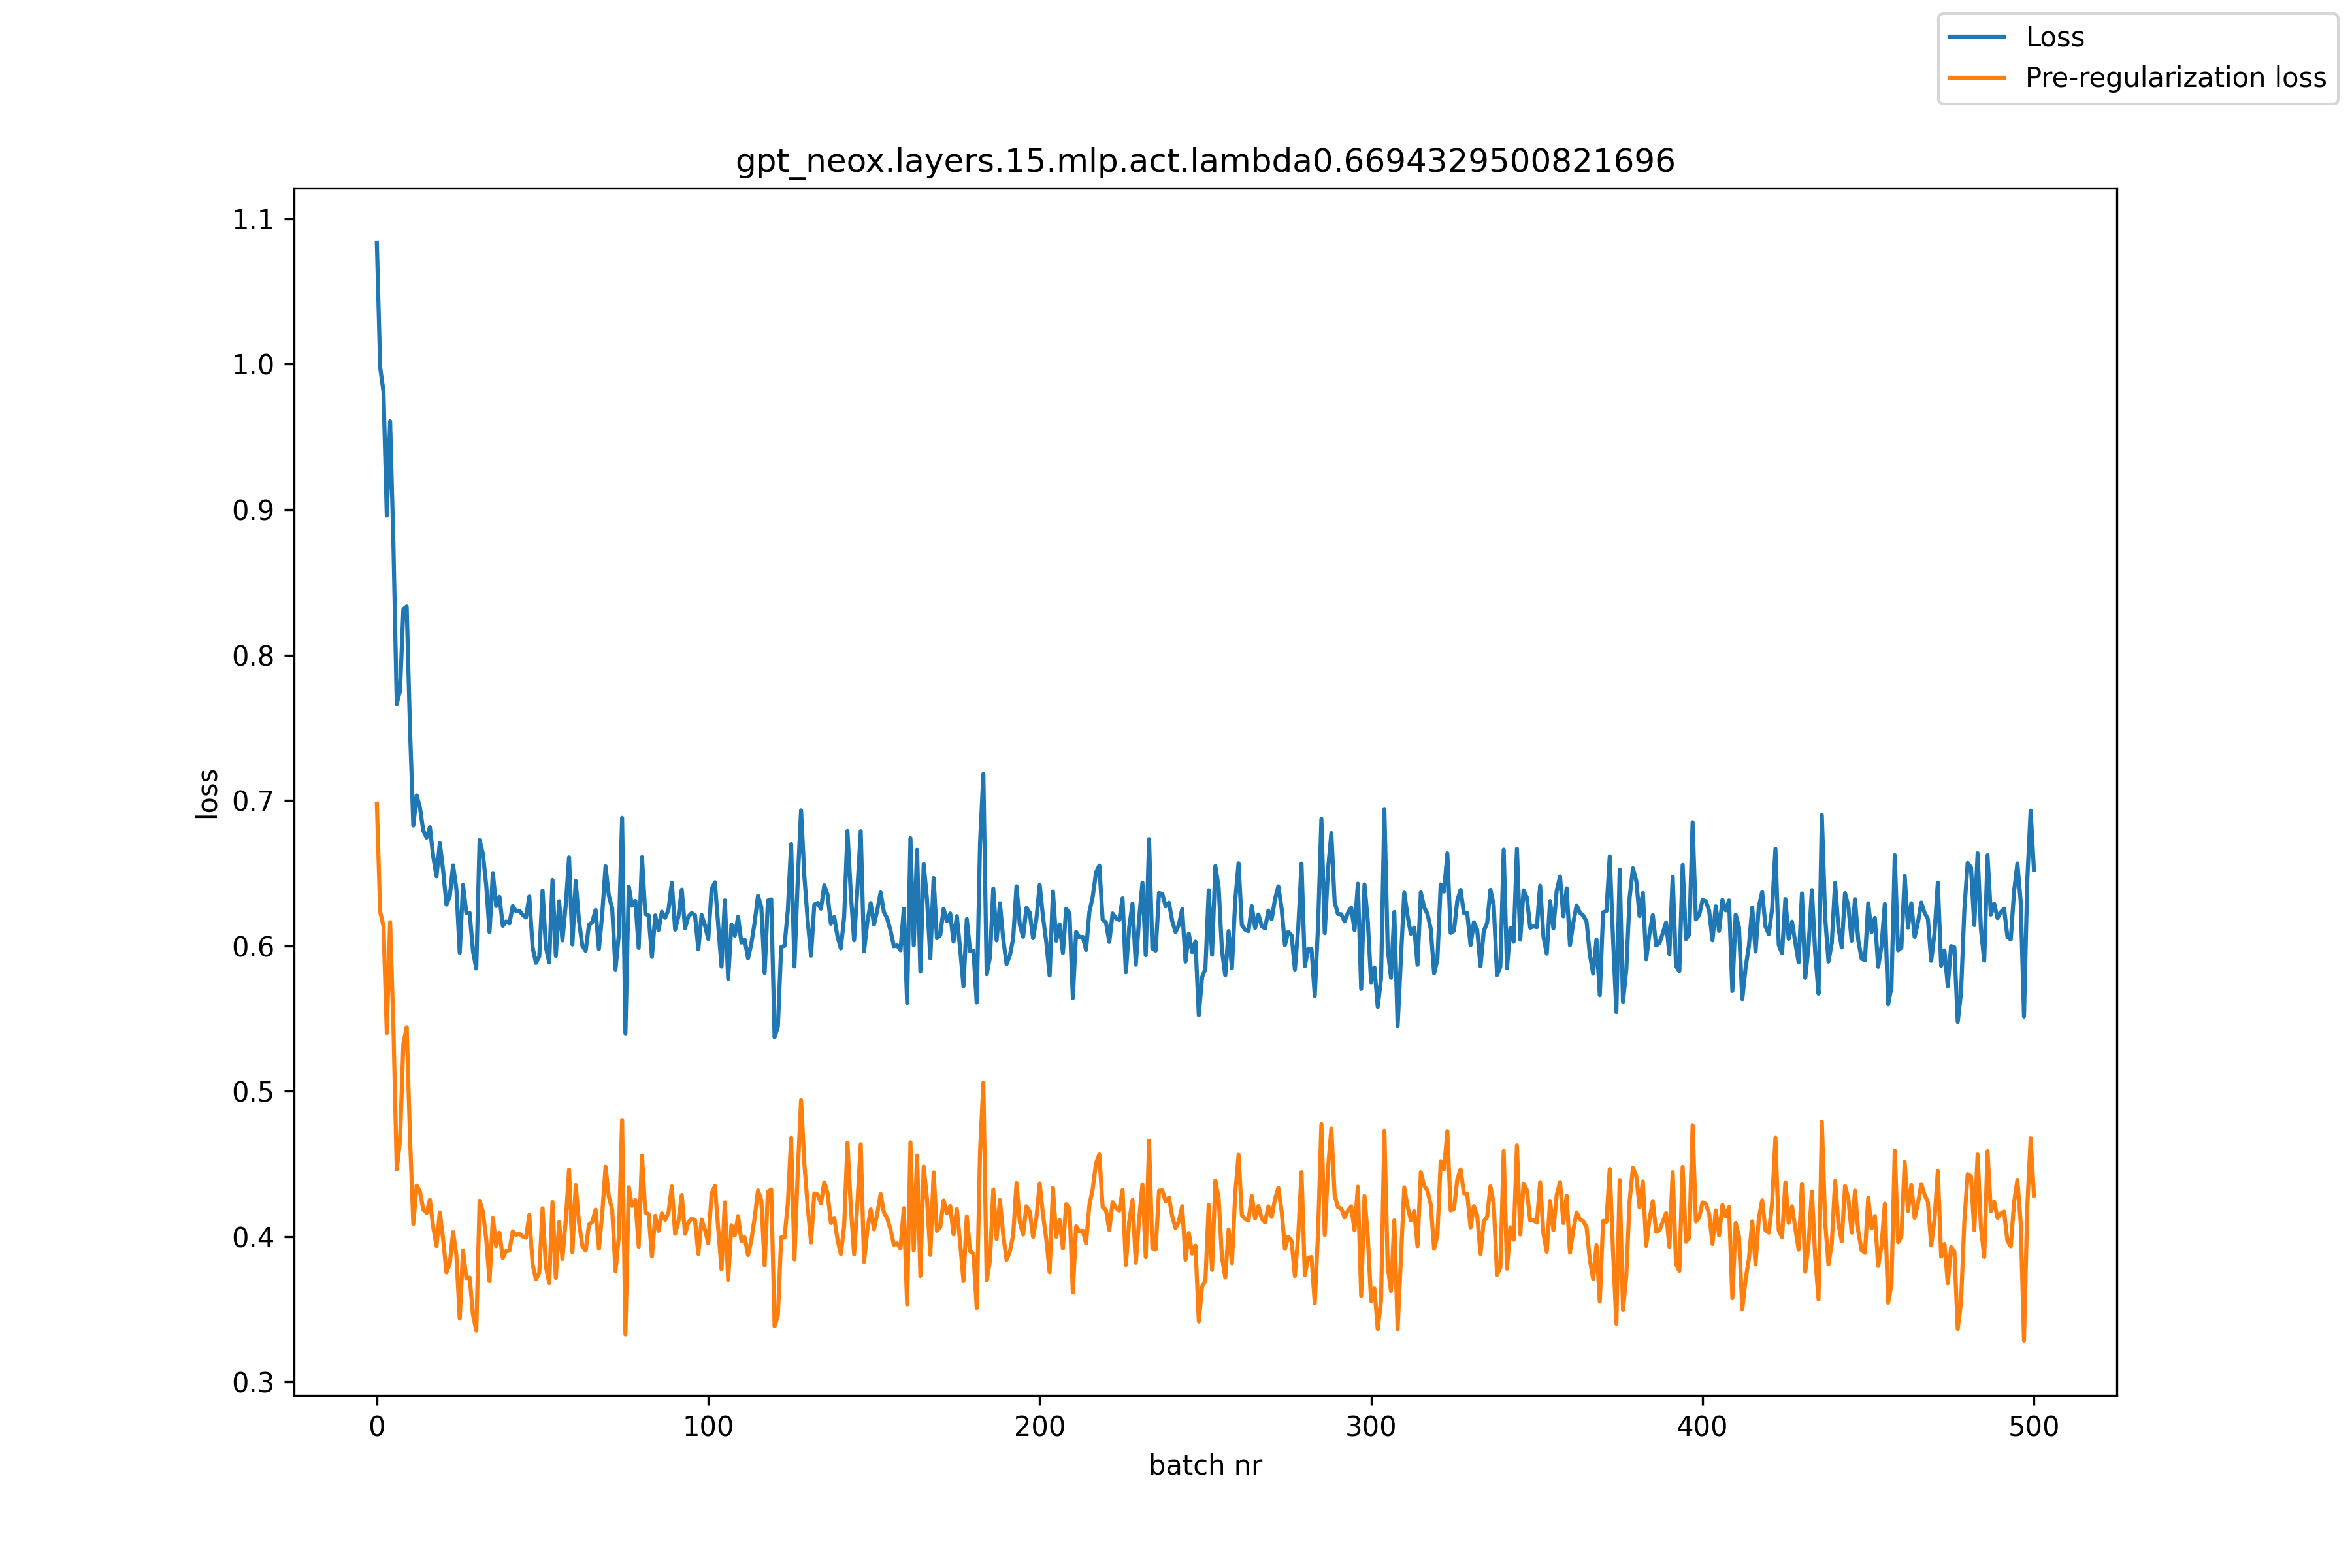 Loss
Pre-regularization loss
gpt_neox.layers.15.mlp.act.lambda0.6694329500821696
1.1
1.0
0.9
0.8
0.7
0.6
0.5
0.4
0.3
loss
0 100 200 300 400 500
batch nr